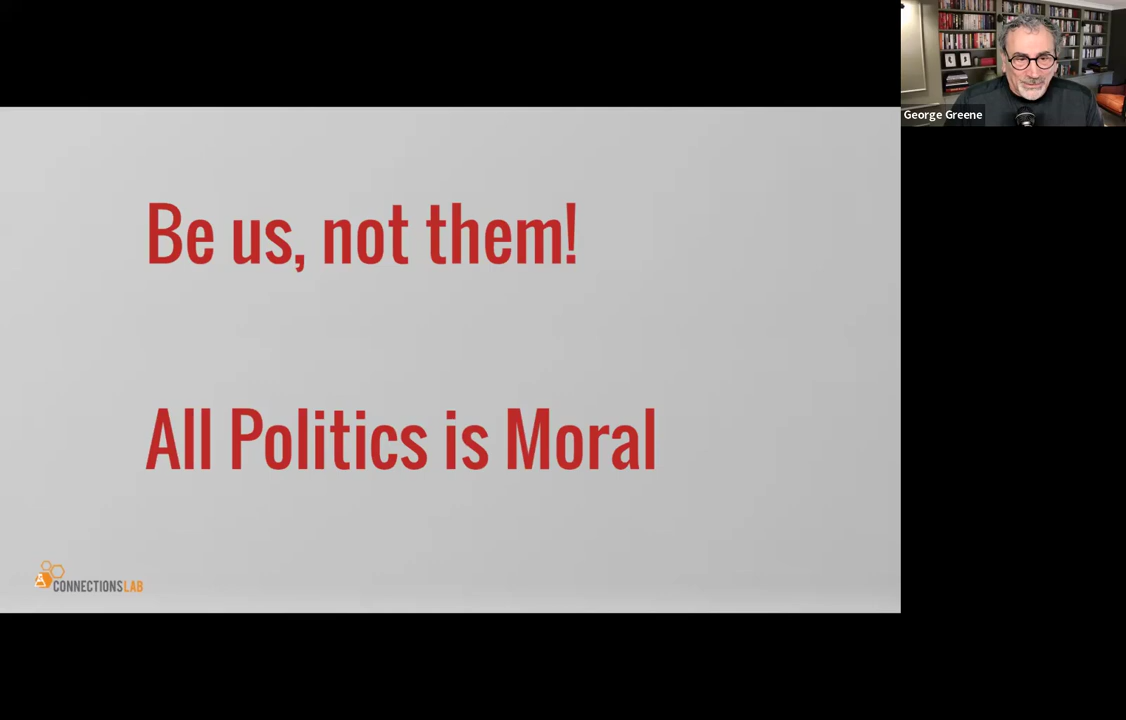 George Greene
Be us, not them!
All Politics is Moral
A CONNECTIONSLAB